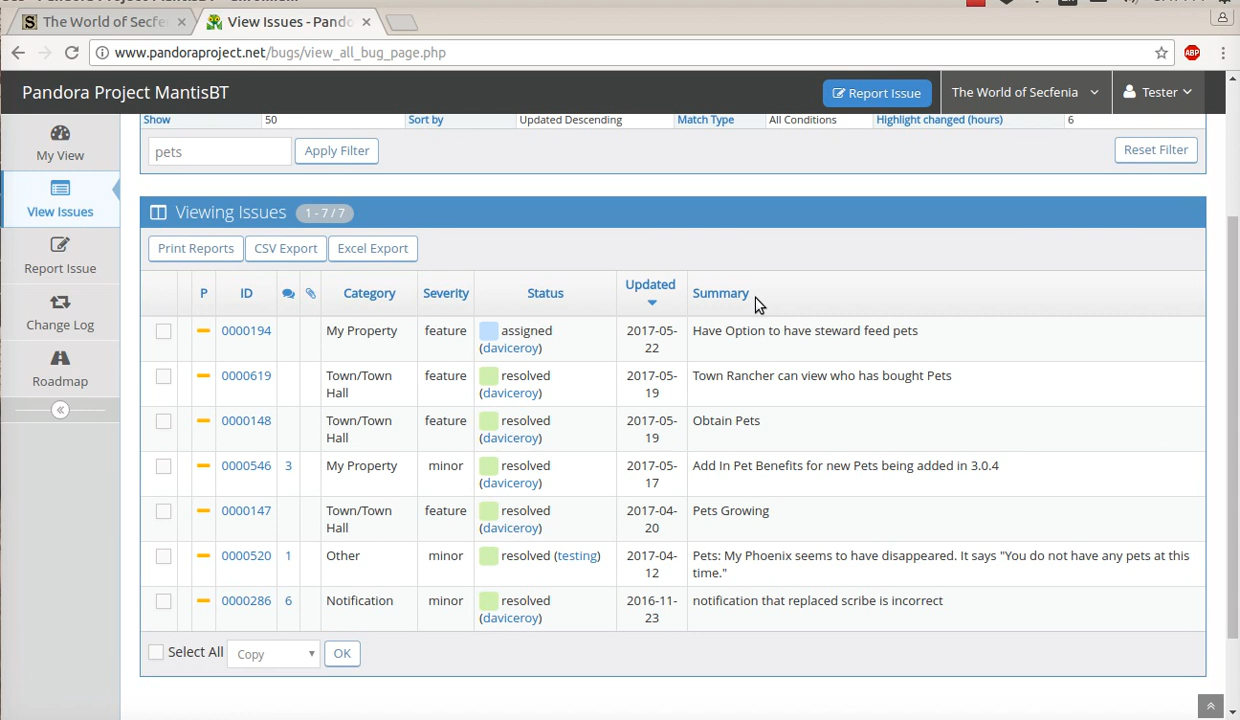 The World of Secfe
View Issues - Pando
www.pandoraproject.net/bugs/view_all_bug_page.php
ABP
Pandora Project MantisBT
Report Issue
The World of Secfenia
Tester
My View
View Issues
Report Issue
Change Log
Roadmap
Show 50 Sort by Updated Descending Match Type All Conditions Highlight changed (hours) 6
pets Apply Filter Reset Filter
Viewing Issues 1 - 7 / 7
Print Reports CSV Export Excel Export
P ID Category Severity Status Updated Summary
0000194 My Property feature assigned (daviceroy) 2017-05-22 Have Option to have steward feed pets
0000619 Town/Town Hall feature resolved (daviceroy) 2017-05-19 Town Rancher can view who has bought Pets
0000148 Town/Town Hall feature resolved (daviceroy) 2017-05-19 Obtain Pets
0000546 3 My Property minor resolved (daviceroy) 2017-05-17 Add In Pet Benefits for new Pets being added in 3.0.4
0000147 Town/Town Hall feature resolved (daviceroy) 2017-04-20 Pets Growing
0000520 1 Other minor resolved (testing) 2017-04-12 Pets: My Phoenix seems to have disappeared. It says "You do not have any pets at this time."
0000286 6 Notification minor resolved (daviceroy) 2016-11-23 notification that replaced scribe is incorrect
Select All Copy OK